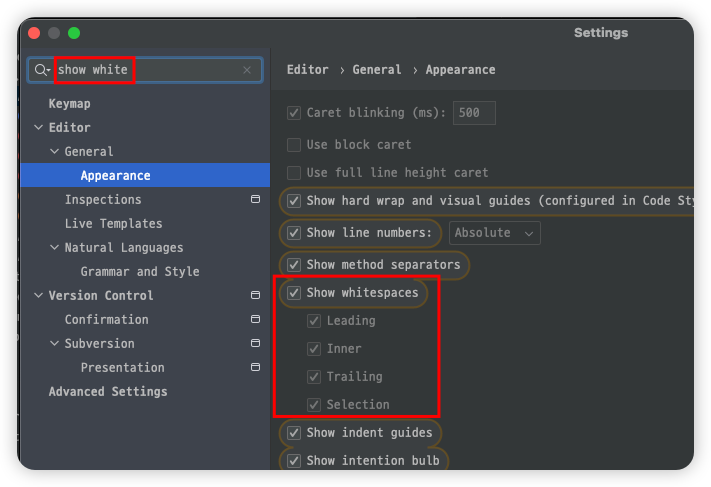 Settings
show white
Keymap
Editor
General
Appearance
Inspections
Live Templates
Natural Languages
Grammar and Style
Version Control
Confirmation
Subversion
Presentation
Advanced Settings
Editor › General › Appearance
Caret blinking (ms): 500
Use block caret
Use full line height caret
Show hard wrap and visual guides (configured in Code Sty
Show line numbers: Absolute
Show method separators
Show whitespaces
Leading
Inner
Trailing
Selection
Show indent guides
Show intention bulb